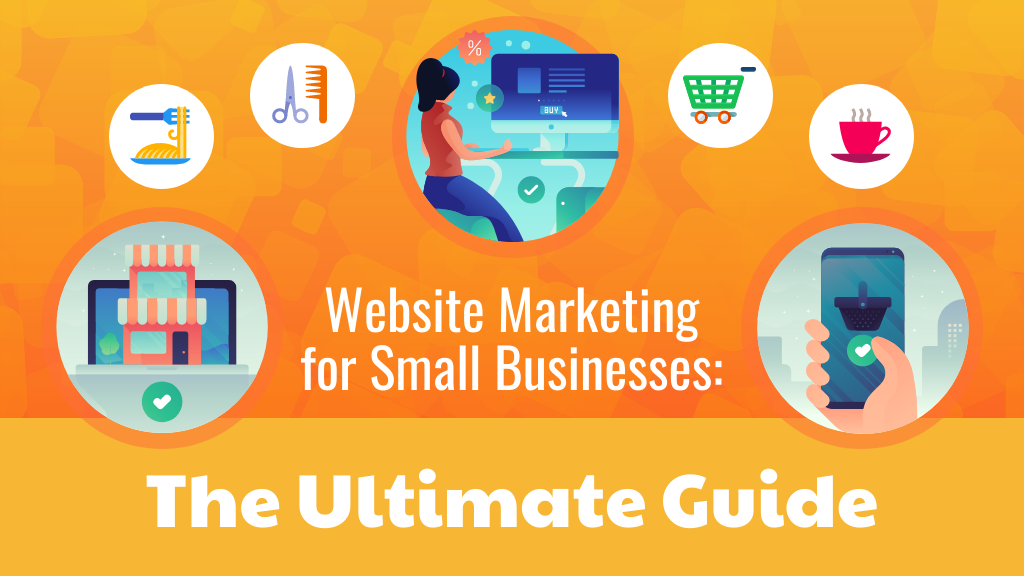 %
BUY
Website Marketing
for Small Businesses:
The Ultimate Guide